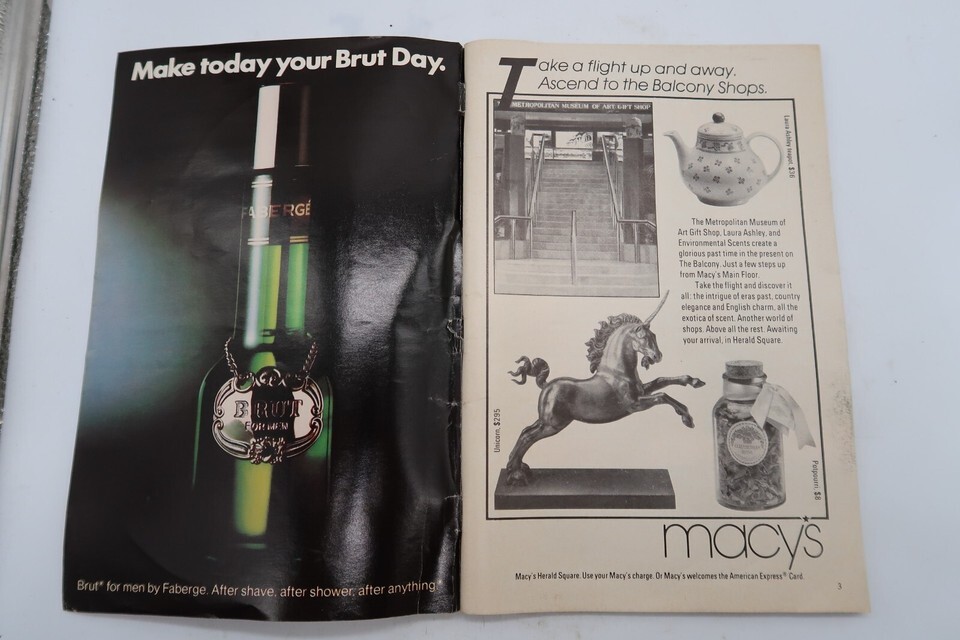 Make today your Brut Day.
FABERGÉ
BRUT
FOR MEN
Brut* for men by Faberge. After shave, after shower, after anything.*
Take a flight up and away.
Ascend to the Balcony Shops.
METROPOLITAN MUSEUM OF ART GIFT SHOP
Laura Ashley teapot, $36
The Metropolitan Museum of
Art Gift Shop, Laura Ashley, and
Environmental Scents create a
glorious past time in the present on
The Balcony. Just a few steps up
from Macy's Main Floor.
Take the flight and discover it
all: the intrigue of eras past, country
elegance and English charm, all the
exotica of scent. Another world of
shops. Above all the rest. Awaiting
your arrival, in Herald Square.
Unicorn, $295
Potpourri, $8
macy's
Macy's Herald Square. Use your Macy's charge. Or Macy's welcomes the American Express® Card.
3